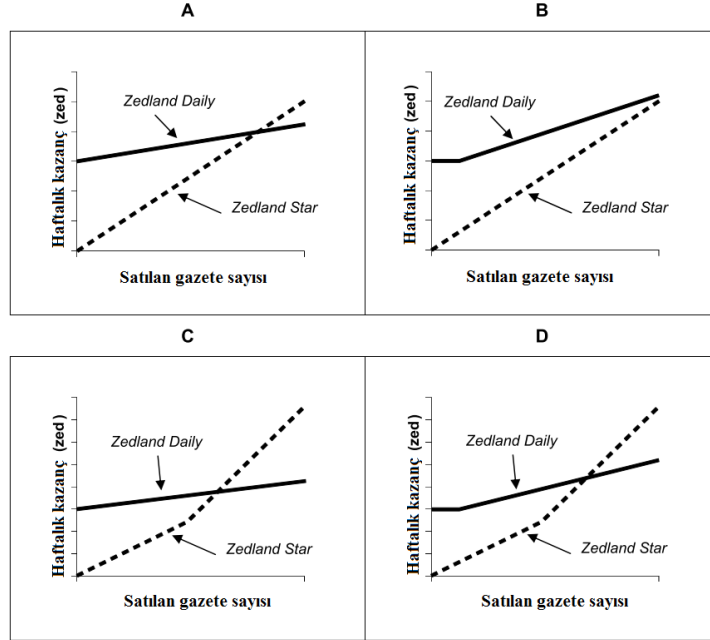 A
B
Haftalık kazanç (zed)
Zedland Daily
Zedland Star
Satılan gazete sayısı
Haftalık kazanç (zed)
Zedland Daily
Zedland Star
Satılan gazete sayısı
C
D
Haftalık kazanç (zed)
Zedland Daily
Zedland Star
Satılan gazete sayısı
Haftalık kazanç (zed)
Zedland Daily
Zedland Star
Satılan gazete sayısı